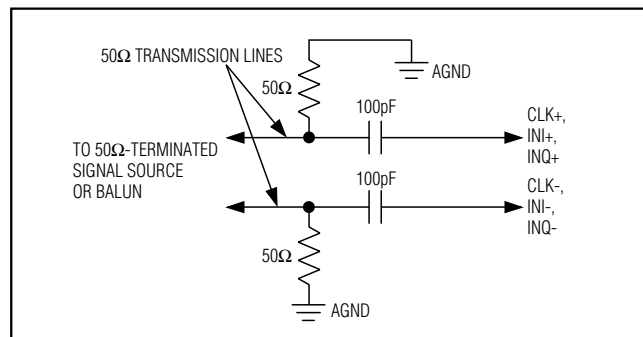 50Ω TRANSMISSION LINES
AGND
50Ω
100pF
CLK+,
INI+,
INQ+
TO 50Ω-TERMINATED
SIGNAL SOURCE
OR BALUN
100pF
CLK-,
INI-,
INQ-
50Ω
AGND